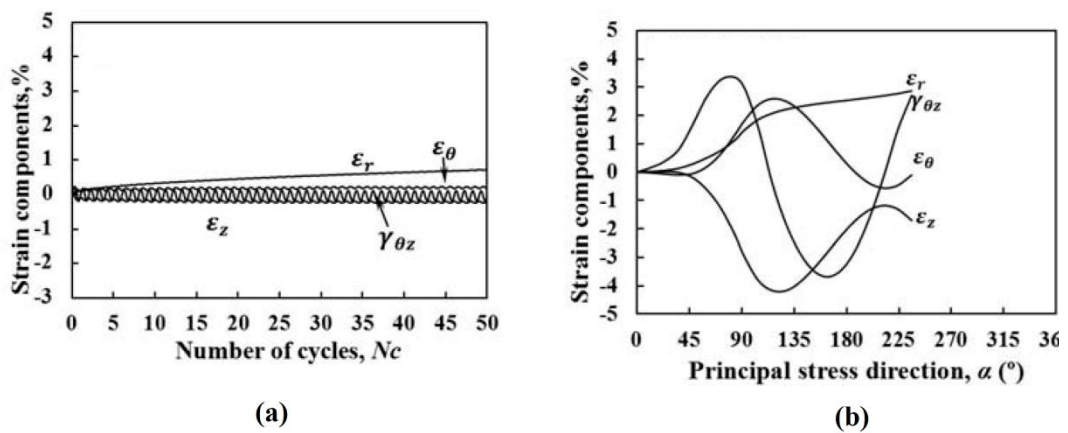 Strain components,%
5
4
3
2
1
0
-1
-2
-3
0 5 10 15 20 25 30 35 40 45 50
Number of cycles, Nc
εr
εθ
εz
γθz
(a)
Strain components,%
5
4
3
2
1
0
-1
-2
-3
-4
-5
0 45 90 135 180 225 270 315 36
Principal stress direction, α (º)
εr
γθz
εθ
εz
(b)